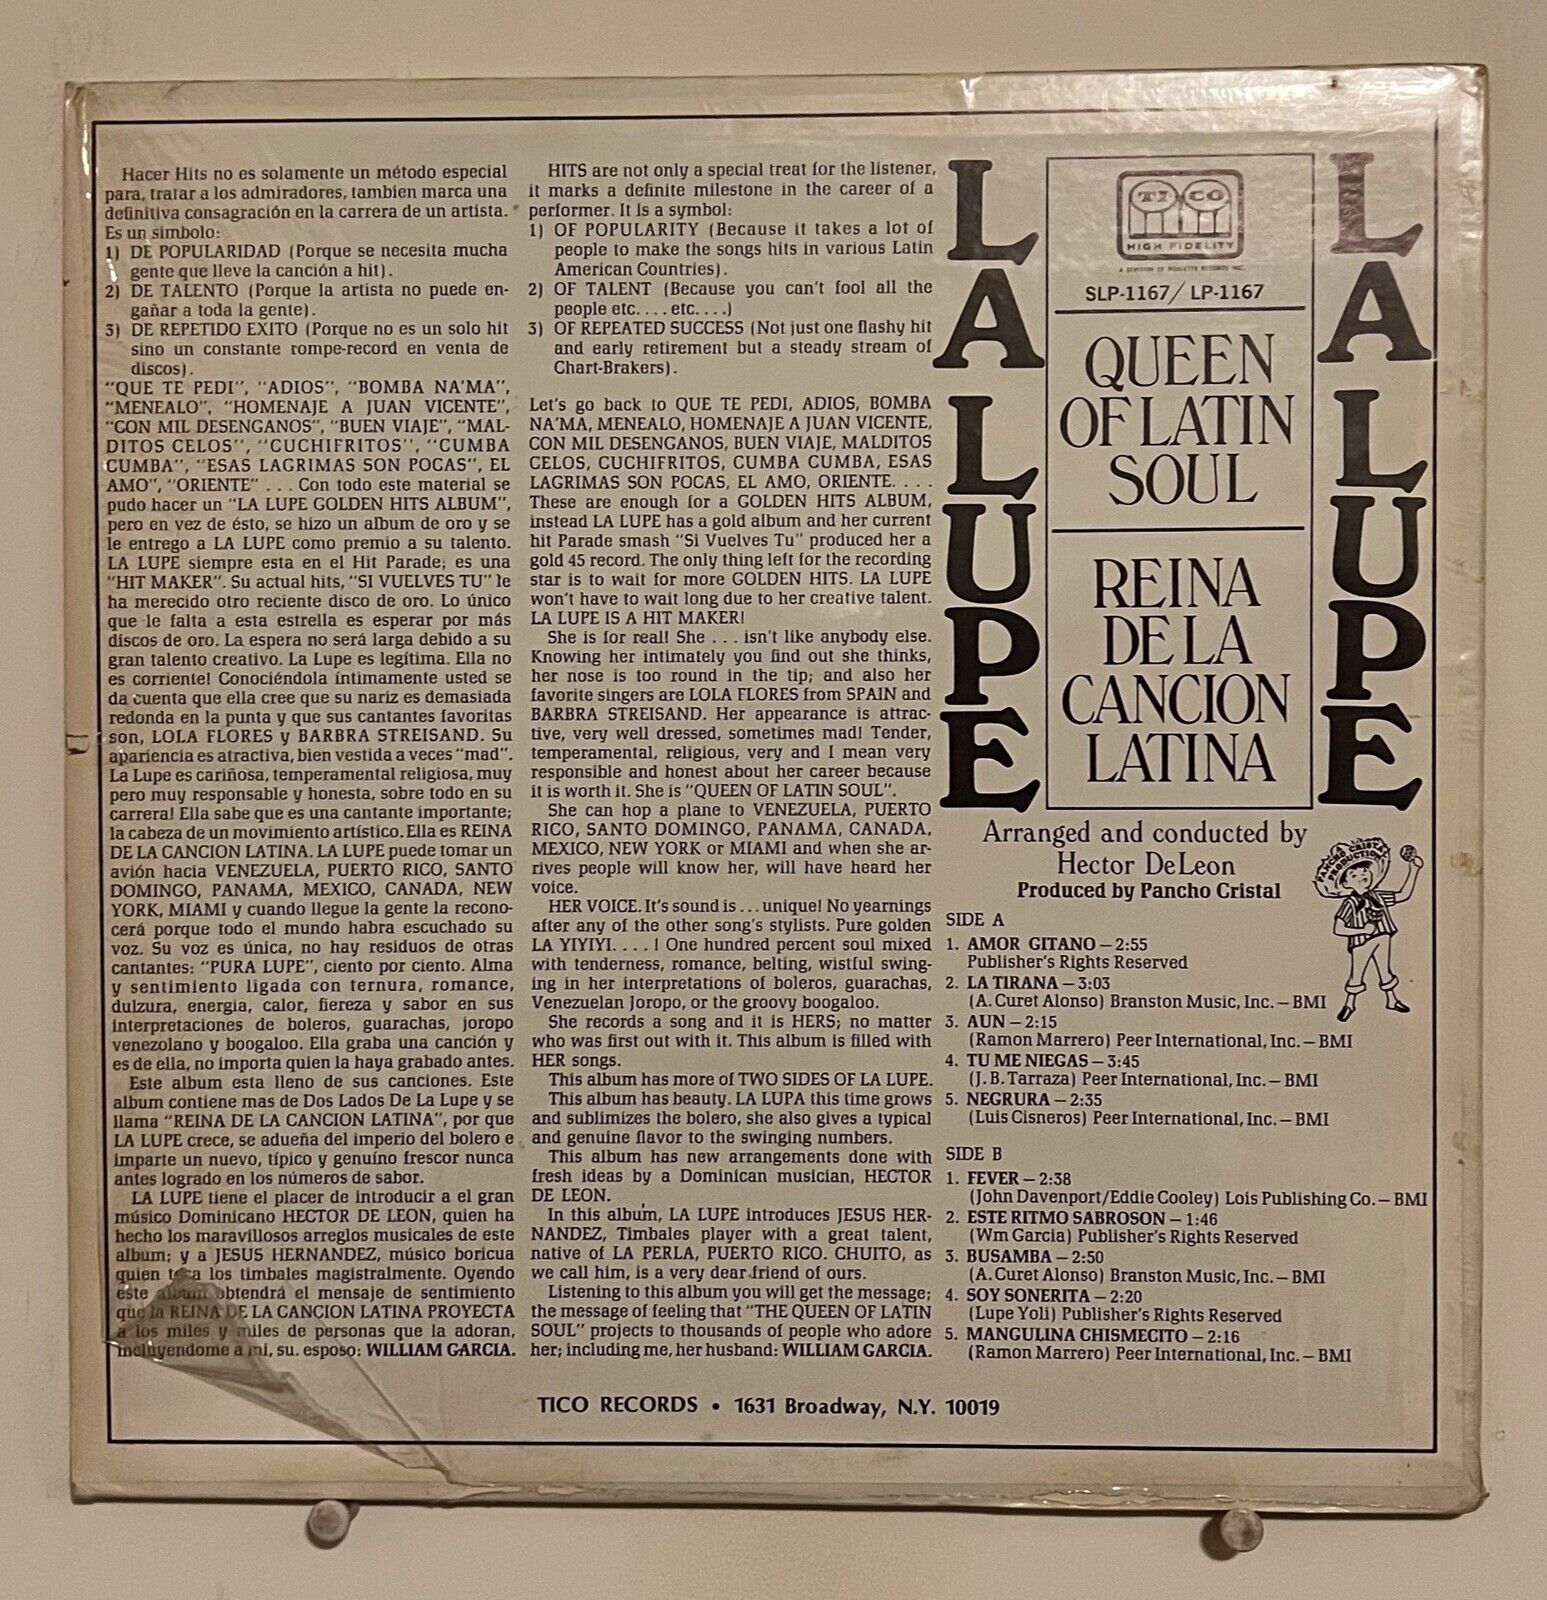 Hacer Hits no es solamente un método especial
para, tratar a los admiradores, tambien marca una
definitiva consagración en la carrera de un artista.
Es un simbolo:
1) DE POPULARIDAD (Porque se necesita mucha
gente que lleve la canción a hit).
2) DE TALENTO (Porque la artista no puede en-
gañar a toda la gente).
3) DE REPETIDO EXITO (Porque no es un solo hit
sino un constante rompe-record en venta de
discos).
"QUE TE PEDI", "ADIOS", "BOMBA NA'MA",
"MENEALO", "HOMENAJE A JUAN VICENTE",
"CON MIL DESENGANOS", "BUEN VIAJE", "MAL-
DITOS CELOS", "CUCHIFRITOS", "CUMBA
CUMBA", "ESAS LAGRIMAS SON POCAS", EL
AMO", "ORIENTE" . . . Con todo este material se
pudo hacer un "LA LUPE GOLDEN HITS ALBUM",
pero en vez de ésto, se hizo un album de oro y se
le entrego a LA LUPE como premio a su talento.
LA LUPE siempre esta en el Hit Parade; es una
"HIT MAKER". Su actual hits, "SI VUELVES TU" le
ha merecido otro reciente disco de oro. Lo único
que le falta a esta estrella es esperar por más
discos de oro. La espera no será larga debido a su
gran talento creativo. La Lupe es legítima. Ella no
es corriente! Conociéndola íntimamente usted se
da cuenta que ella cree que su nariz es demasiada
redonda en la punta y que sus cantantes favoritas
son, LOLA FLORES y BARBRA STREISAND. Su
apariencia es atractiva, bien vestida a veces "mad".
La Lupe es cariñosa, temperamental religiosa, muy
pero muy responsable y honesta, sobre todo en su
carrera! Ella sabe que es una cantante importante;
la cabeza de un movimiento artístico. Ella es REINA
DE LA CANCION LATINA. LA LUPE puede tomar un
avión hacia VENEZUELA, PUERTO RICO, SANTO
DOMINGO, PANAMA, MEXICO, CANADA, NEW
YORK, MIAMI y cuando llegue la gente la recono-
cerá porque todo el mundo habra escuchado su
voz. Su voz es única, no hay residuos de otras
cantantes: "PURA LUPE", ciento por ciento. Alma
y sentimiento ligada con ternura, romance,
dulzura, energia, calor, fiereza y sabor en sus
interpretaciones de boleros, guarachas, joropo
venezolano y boogaloo. Ella graba una canción y
es de ella, no importa quien la haya grabado antes.
Este album esta lleno de sus canciones. Este
album contiene mas de Dos Lados De La Lupe y se
llama "REINA DE LA CANCION LATINA", por que
LA LUPE crece, se adueña del imperio del bolero e
imparte un nuevo, típico y genuíno frescor nunca
antes logrado en los números de sabor.
LA LUPE tiene el placer de introducir a el gran
músico Dominicano HECTOR DE LEON, quien ha
hecho los maravillosos arreglos musicales de este
album; y a JESUS HERNANDEZ, músico boricua
quien toca los timbales magistralmente. Oyendo
este album obtendrá el mensaje de sentimiento
que la REINA DE LA CANCION LATINA PROYECTA
a los miles y miles de personas que la adoran,
incluyendome a mi, su esposo: WILLIAM GARCIA.
HITS are not only a special treat for the listener,
it marks a definite milestone in the career of a
performer. It is a symbol:
1) OF POPULARITY (Because it takes a lot of
people to make the songs hits in various Latin
American Countries).
2) OF TALENT (Because you can't fool all the
people etc. . . . etc. . . .)
3) OF REPEATED SUCCESS (Not just one flashy hit
and early retirement but a steady stream of
Chart-Brakers).
Let's go back to QUE TE PEDI, ADIOS, BOMBA
NA'MA, MENEALO, HOMENAJE A JUAN VICENTE,
CON MIL DESENGANOS, BUEN VIAJE, MALDITOS
CELOS, CUCHIFRITOS, CUMBA CUMBA, ESAS
LAGRIMAS SON POCAS, EL AMO, ORIENTE. . . .
These are enough for a GOLDEN HITS ALBUM,
instead LA LUPE has a gold album and her current
hit Parade smash "Si Vuelves Tu" produced her a
gold 45 record. The only thing left for the recording
star is to wait for more GOLDEN HITS. LA LUPE
won't have to wait long due to her creative talent.
LA LUPE IS A HIT MAKER!
She is for real! She . . . isn't like anybody else.
Knowing her intimately you find out she thinks,
her nose is too round in the tip; and also her
favorite singers are LOLA FLORES from SPAIN and
BARBRA STREISAND. Her appearance is attrac-
tive, very well dressed, sometimes mad! Tender,
temperamental, religious, very and I mean very
responsible and honest about her career because
it is worth it. She is "QUEEN OF LATIN SOUL".
She can hop a plane to VENEZUELA, PUERTO
RICO, SANTO DOMINGO, PANAMA, CANADA,
MEXICO, NEW YORK or MIAMI and when she ar-
rives people will know her, will have heard her
voice.
HER VOICE. It's sound is . . . unique! No yearnings
after any of the other song's stylists. Pure golden
LA YIYIYI. . . . ! One hundred percent soul mixed
with tenderness, romance, belting, wistful swing-
ing in her interpretations of boleros, guarachas,
Venezuelan Joropo, or the groovy boogaloo.
She records a song and it is HERS; no matter
who was first out with it. This album is filled with
HER songs.
This album has more of TWO SIDES OF LA LUPE.
This album has beauty. LA LUPA this time grows
and sublimizes the bolero, she also gives a typical
and genuine flavor to the swinging numbers.
This album has new arrangements done with
fresh ideas by a Dominican musician, HECTOR
DE LEON.
In this album, LA LUPE introduces JESUS HER-
NANDEZ, Timbales player with a great talent,
native of LA PERLA, PUERTO RICO. CHUITO, as
we call him, is a very dear friend of ours.
Listening to this album you will get the message;
the message of feeling that "THE QUEEN OF LATIN
SOUL" projects to thousands of people who adore
her; including me, her husband: WILLIAM GARCIA.
LA LUPE
TICO
HIGH FIDELITY
A DIVISION OF ROULETTE RECORDS INC.
SLP-1167/ LP-1167
QUEEN
OF LATIN
SOUL
REINA
DE LA
CANCION
LATINA
LA LUPE
Arranged and conducted by
Hector DeLeon
Produced by Pancho Cristal
PANCHO CRISTAL
PRODUCTION
SIDE A
1. AMOR GITANO – 2:55
Publisher's Rights Reserved
2. LA TIRANA – 3:03
(A. Curet Alonso) Branston Music, Inc. – BMI
3. AUN – 2:15
(Ramon Marrero) Peer International, Inc. – BMI
4. TU ME NIEGAS – 3:45
(J. B. Tarraza) Peer International, Inc. – BMI
5. NEGRURA – 2:35
(Luis Cisneros) Peer International, Inc. – BMI
SIDE B
1. FEVER – 2:38
(John Davenport/Eddie Cooley) Lois Publishing Co. – BMI
2. ESTE RITMO SABROSON – 1:46
(Wm Garcia) Publisher's Rights Reserved
3. BUSAMBA – 2:50
(A. Curet Alonso) Branston Music, Inc. – BMI
4. SOY SONERITA – 2:20
(Lupe Yoli) Publisher's Rights Reserved
5. MANGULINA CHISMECITO – 2:16
(Ramon Marrero) Peer International, Inc. – BMI
TICO RECORDS • 1631 Broadway, N.Y. 10019